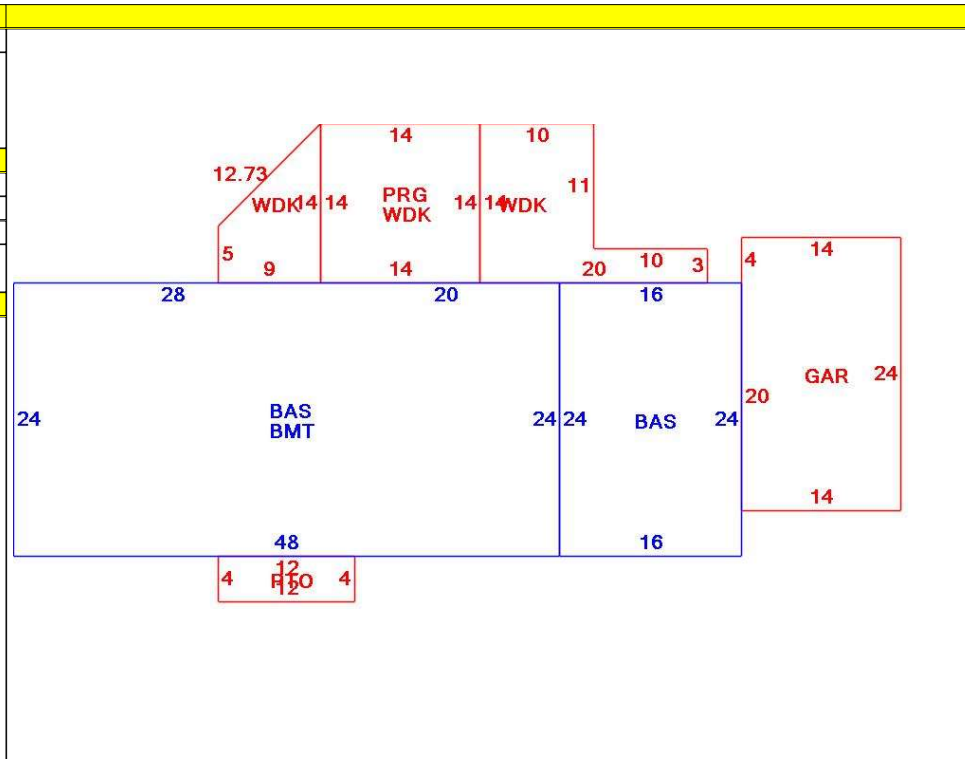 14 10
12.73 11
WDK 14 14 PRG 14 14 WDK
WDK
5 10 3 4 14
9 14 20
28 20 16
GAR 24
20
24 BAS 24 24 BAS 24
BMT
14
48 16
12
4 PTO 4
12